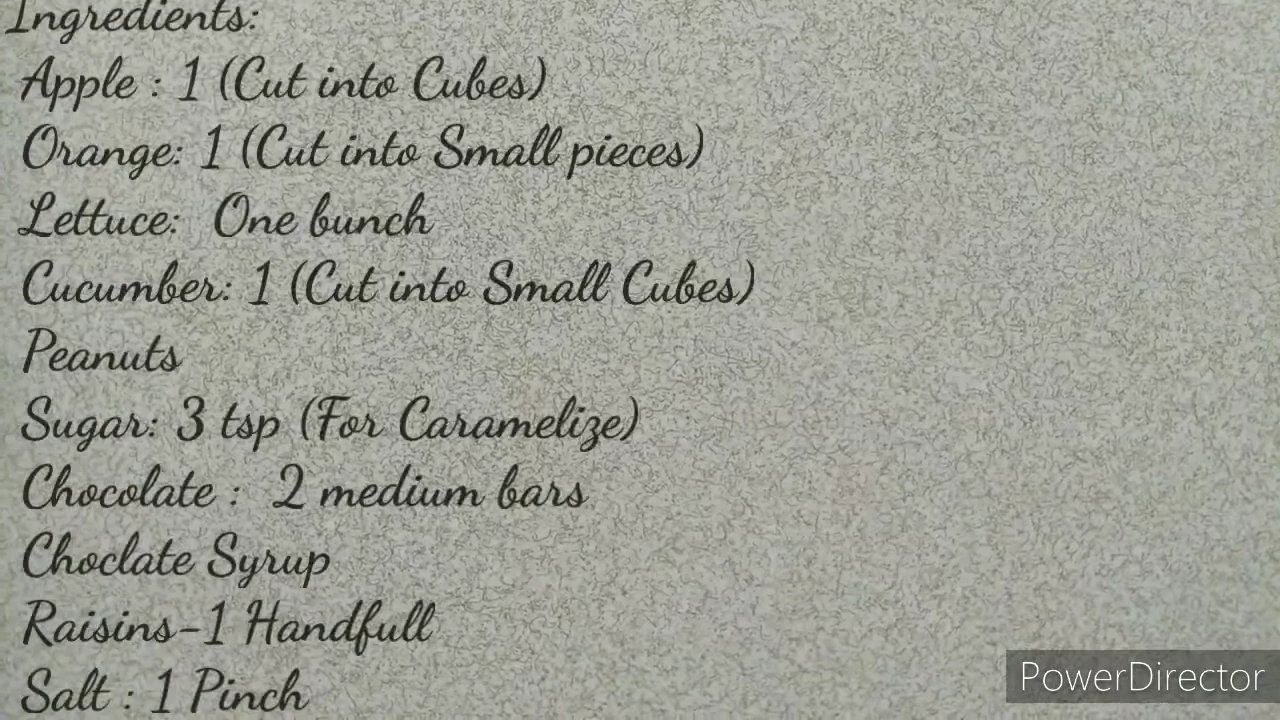 Ingredients:
Apple : 1 (Cut into Cubes)
Orange: 1 (Cut into Small pieces)
Lettuce: One bunch
Cucumber: 1 (Cut into Small Cubes)
Peanuts
Sugar: 3 tsp (For Caramelize)
Chocolate : 2 medium bars
Choclate Syrup
Raisins-1 Handfull
Salt : 1 Pinch
PowerDirector